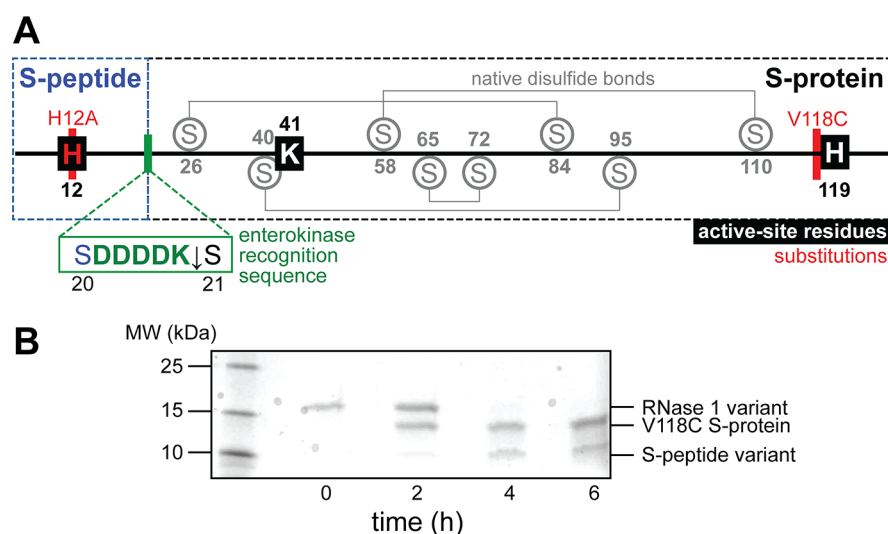 A
S-peptide
native disulfide bonds
S-protein
H12A
V118C
S S S S
40 41 65 72 95
H K H
26 58 84 110
S S S S
12 119
SDDDDK↓S
20 21
enterokinase
recognition
sequence
active-site residues
substitutions
B
MW (kDa)
25
15
10
RNase 1 variant
V118C S-protein
S-peptide variant
0 2 4 6
time (h)